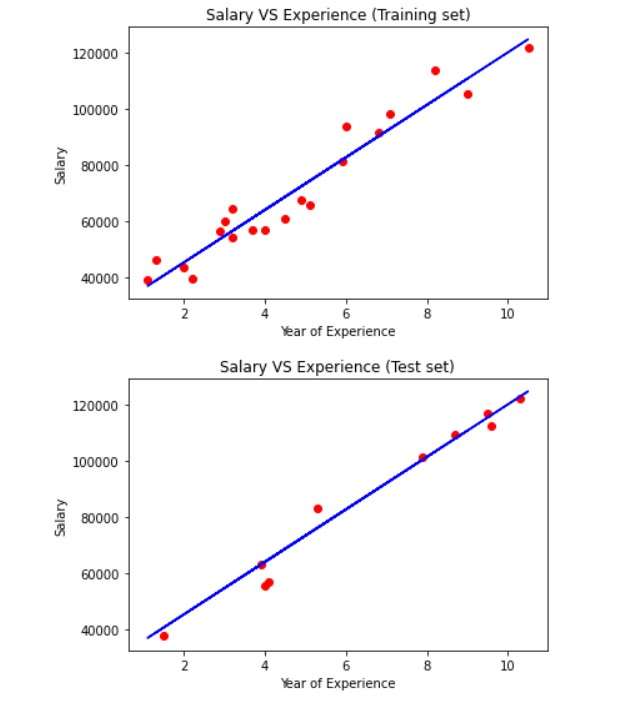 Salary VS Experience (Training set)
120000
100000
80000
60000
40000
Salary
2 4 6 8 10
Year of Experience
Salary VS Experience (Test set)
120000
100000
80000
60000
40000
Salary
2 4 6 8 10
Year of Experience